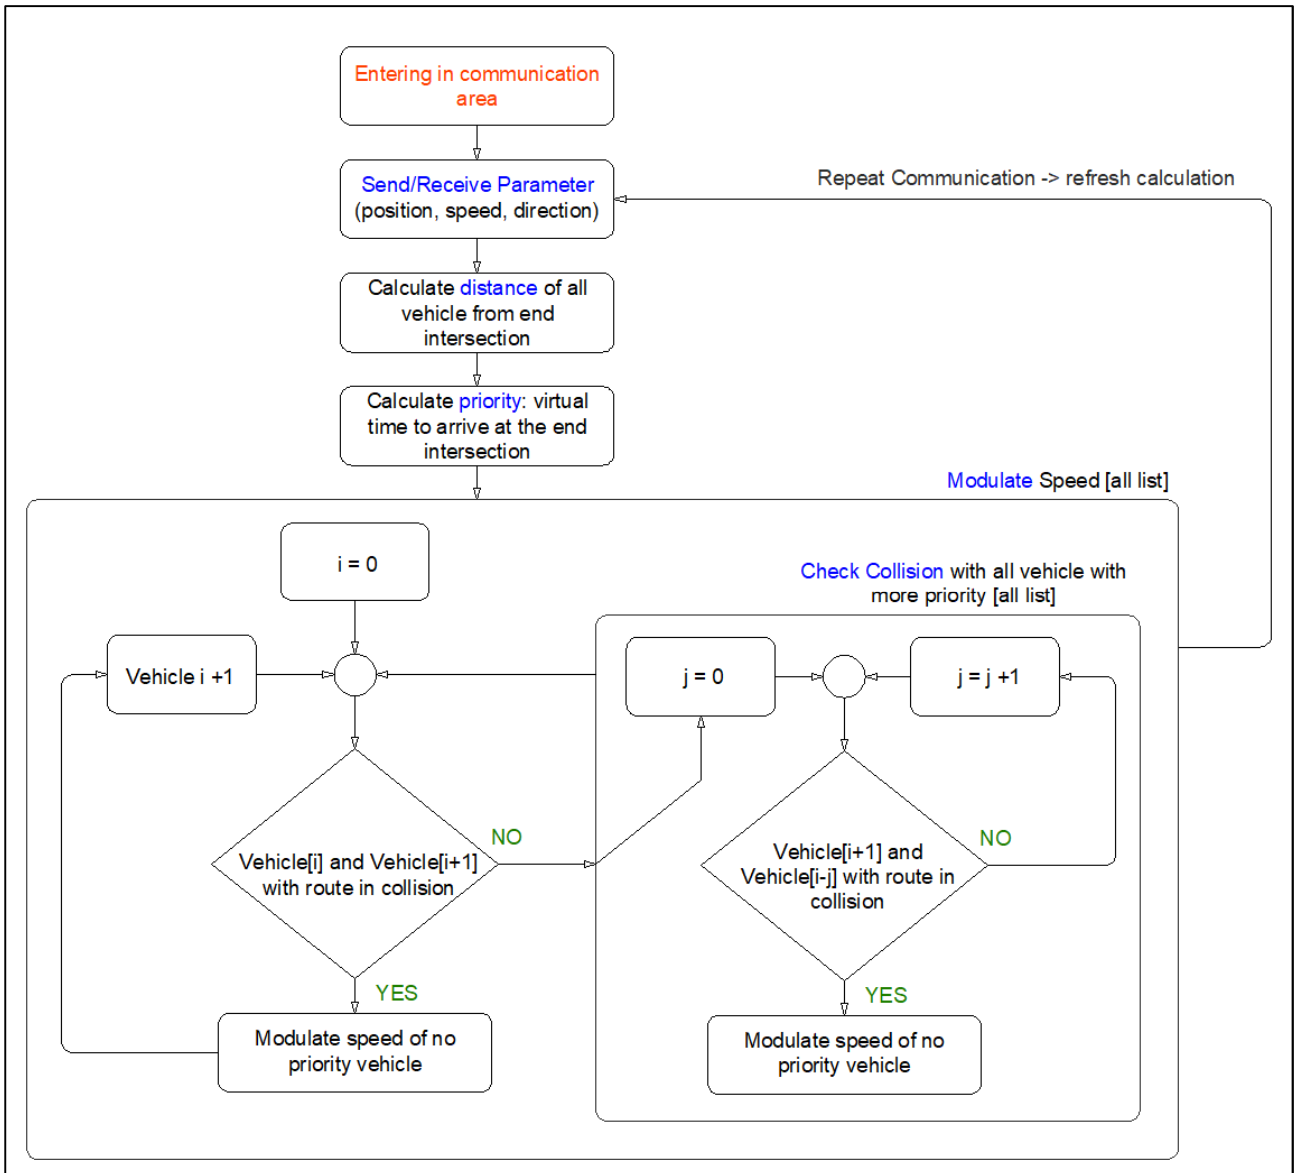 Entering in communication
area
Send/Receive Parameter
(position, speed, direction)
Repeat Communication -> refresh calculation
Calculate distance of all
vehicle from end
intersection
Calculate priority: virtual
time to arrive at the end
intersection
Modulate Speed [all list]
i = 0
Check Collision with all vehicle with
more priority [all list]
Vehicle i +1
j = 0
j = j +1
NO
Vehicle[i] and Vehicle[i+1]
with route in collision
NO
Vehicle[i+1] and
Vehicle[i-j] with route in
collision
YES
YES
Modulate speed of no
priority vehicle
Modulate speed of no
priority vehicle